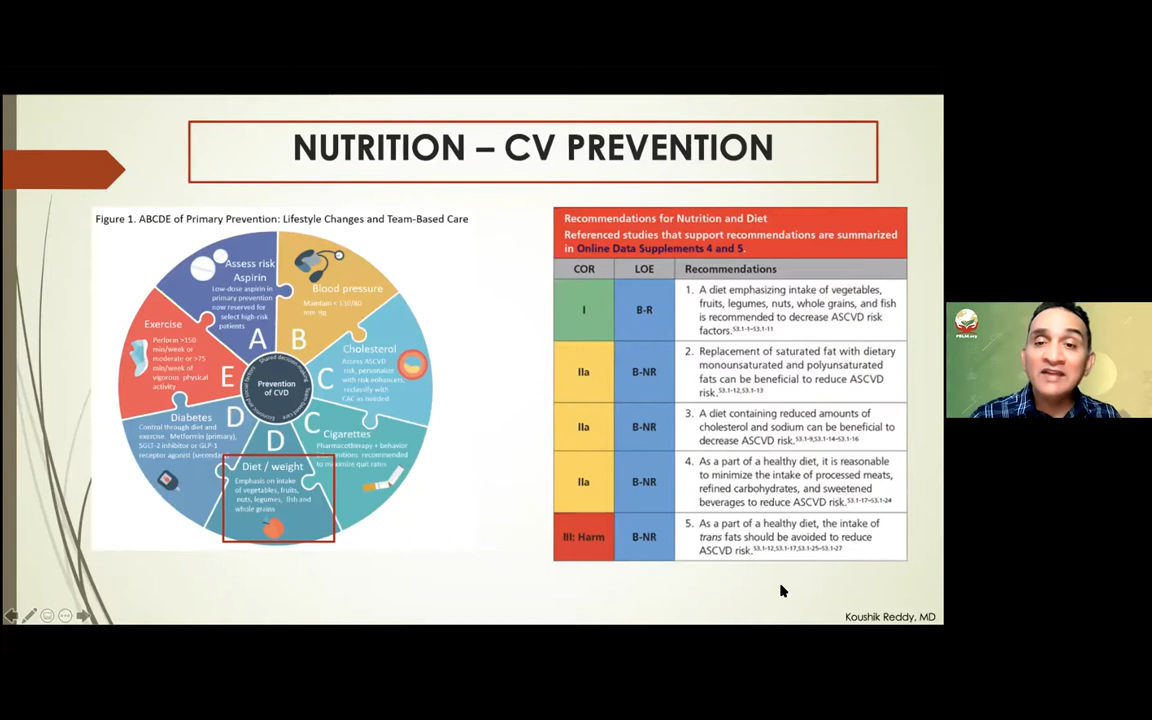 NUTRITION – CV PREVENTION
Figure 1. ABCDE of Primary Prevention: Lifestyle Changes and Team-Based Care
Assess risk
Aspirin
Low-dose aspirin in
primary prevention
now reserved for
select high-risk
patients
A
Blood pressure
Maintain < 130/80
mm Hg
B
Cholesterol
Assess ASCVD
risk, personalize
with risk enhancers,
reclassify with
CAC as needed
C
Cigarettes
Pharmacotherapy + behavior
recommended
to maximize quit rates
C
Diet / weight
Emphasis on intake
of vegetables, fruits,
nuts, legumes, fish and
whole grains
D
Diabetes
Control through diet and
exercise. Metformin (primary),
SGLT-2 inhibitor or GLP-1
receptor agonist
D
Exercise
Perform >150
min/week or
moderate or >75
min/week of
vigorous physical
activity
E
Prevention
of CVD
Shared decision-making
Team-based care
Recommendations for Nutrition and Diet
Referenced studies that support recommendations are summarized
in Online Data Supplements 4 and 5.
COR LOE Recommendations
I B-R 1. A diet emphasizing intake of vegetables,
fruits, legumes, nuts, whole grains, and fish
is recommended to decrease ASCVD risk
factors.S3.1-1–S3.1-11
IIa B-NR 2. Replacement of saturated fat with dietary
monounsaturated and polyunsaturated
fats can be beneficial to reduce ASCVD
risk.S3.1-12,S3.1-13
IIa B-NR 3. A diet containing reduced amounts of
cholesterol and sodium can be beneficial to
decrease ASCVD risk.S3.1-9,S3.1-14–S3.1-16
IIa B-NR 4. As a part of a healthy diet, it is reasonable
to minimize the intake of processed meats,
refined carbohydrates, and sweetened
beverages to reduce ASCVD risk.S3.1-17–S3.1-24
III: Harm B-NR 5. As a part of a healthy diet, the intake of
trans fats should be avoided to reduce
ASCVD risk.S3.1-12,S3.1-17,S3.1-25–S3.1-27
Koushik Reddy, MD